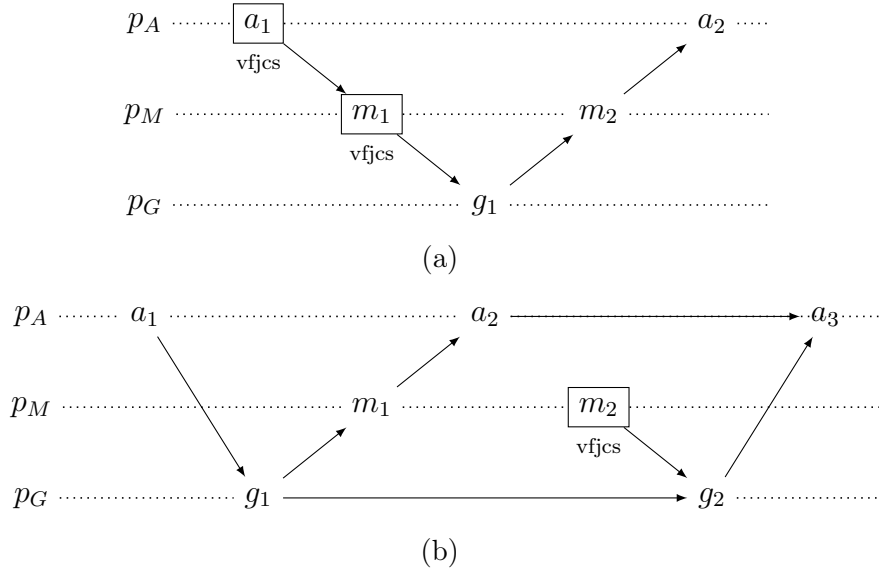 p_A a_1 a_2
vfjcs
p_M m_1 m_2
vfjcs
p_G g_1
(a)
p_A a_1 a_2 a_3
p_M m_1 m_2
vfjcs
p_G g_1 g_2
(b)